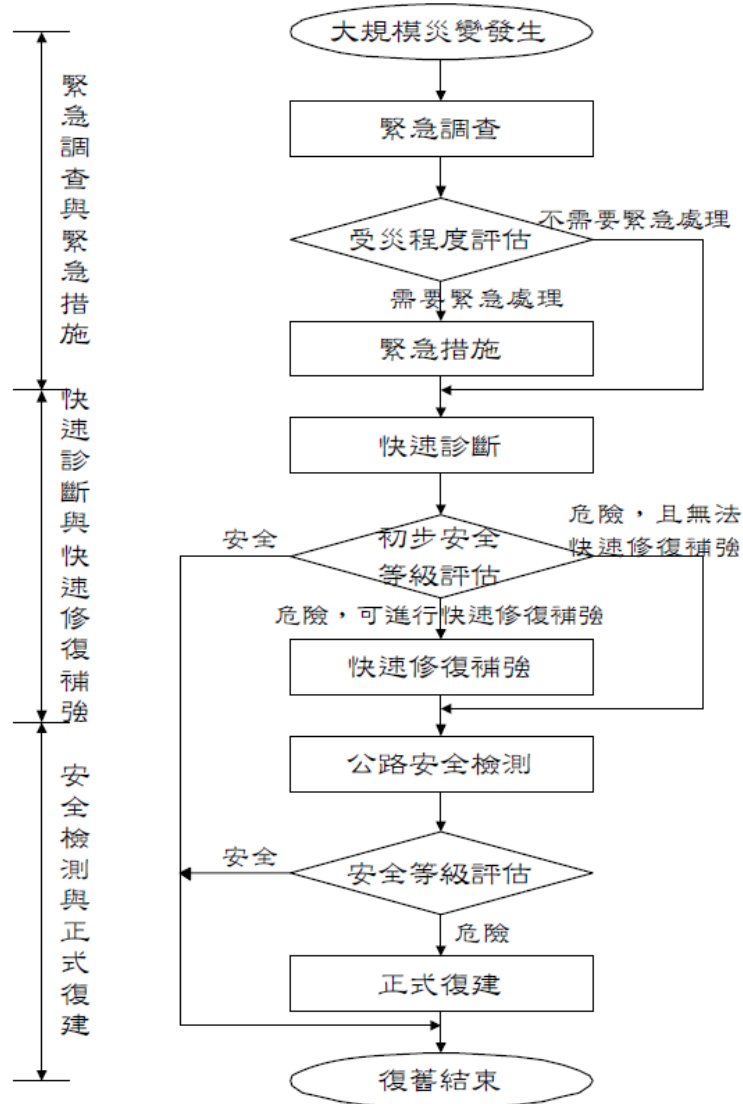 大規模災變發生
緊急調查
受災程度評估
不需要緊急處理
需要緊急處理
緊急措施
快速診斷
初步安全
等級評估
安全
危險，且無法
快速修復補強
危險，可進行快速修復補強
快速修復補強
公路安全檢測
安全等級評估
安全
危險
正式復建
復舊結束
緊急調查與緊急措施
快速診斷與快速修復補強
安全檢測與正式復建